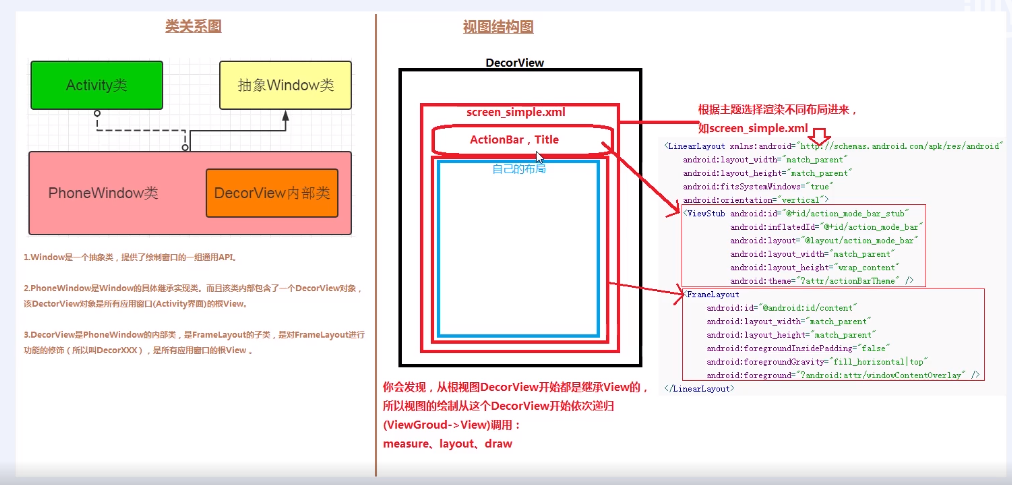 类关系图
Activity类
抽象Window类
PhoneWindow类
DecorView内部类
1.Window是一个抽象类，提供了绘制窗口的一组通用API。
2.PhoneWindow是Window的具体继承实现类。而且该类内部包含了一个DecorView对象，
该DectorView对象是所有应用窗口(Activity界面)的根View。
3.DecorView是PhoneWindow的内部类，是FrameLayout的子类，是对FrameLayout进行
功能的修饰（所以叫DecorXXX），是所有应用窗口的根View 。
视图结构图
DecorView
screen_simple.xml
ActionBar，Title
自己的布局
你会发现，从根视图DecorView开始都是继承View的，
所以视图的绘制从这个DecorView开始依次递归
(ViewGroud->View)调用：
measure、layout、draw
根据主题选择渲染不同布局进来，
如screen_simple.xml
<LinearLayout xmlns:android="http://schemas.android.com/apk/res/android"
android:layout_width="match_parent"
android:layout_height="match_parent"
android:fitsSystemWindows="true"
android:orientation="vertical">
<ViewStub android:id="@+id/action_mode_bar_stub"
android:inflatedId="@+id/action_mode_bar"
android:layout="@layout/action_mode_bar"
android:layout_width="match_parent"
android:layout_height="wrap_content"
android:theme="?attr/actionBarTheme" />
<FrameLayout
android:id="@android:id/content"
android:layout_width="match_parent"
android:layout_height="match_parent"
android:foregroundInsidePadding="false"
android:foregroundGravity="fill_horizontal|top"
android:foreground="?android:attr/windowContentOverlay" />
</LinearLayout>